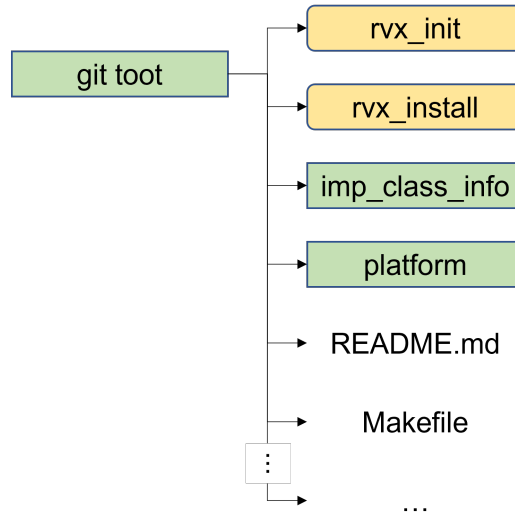 rvx_init
git toot
rvx_install
imp_class_info
platform
README.md
Makefile
⋮
...